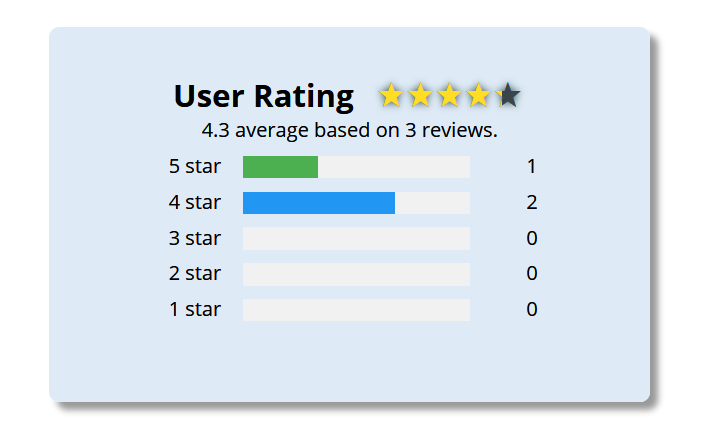 User Rating
4.3 average based on 3 reviews.
5 star 1
4 star 2
3 star 0
2 star 0
1 star 0